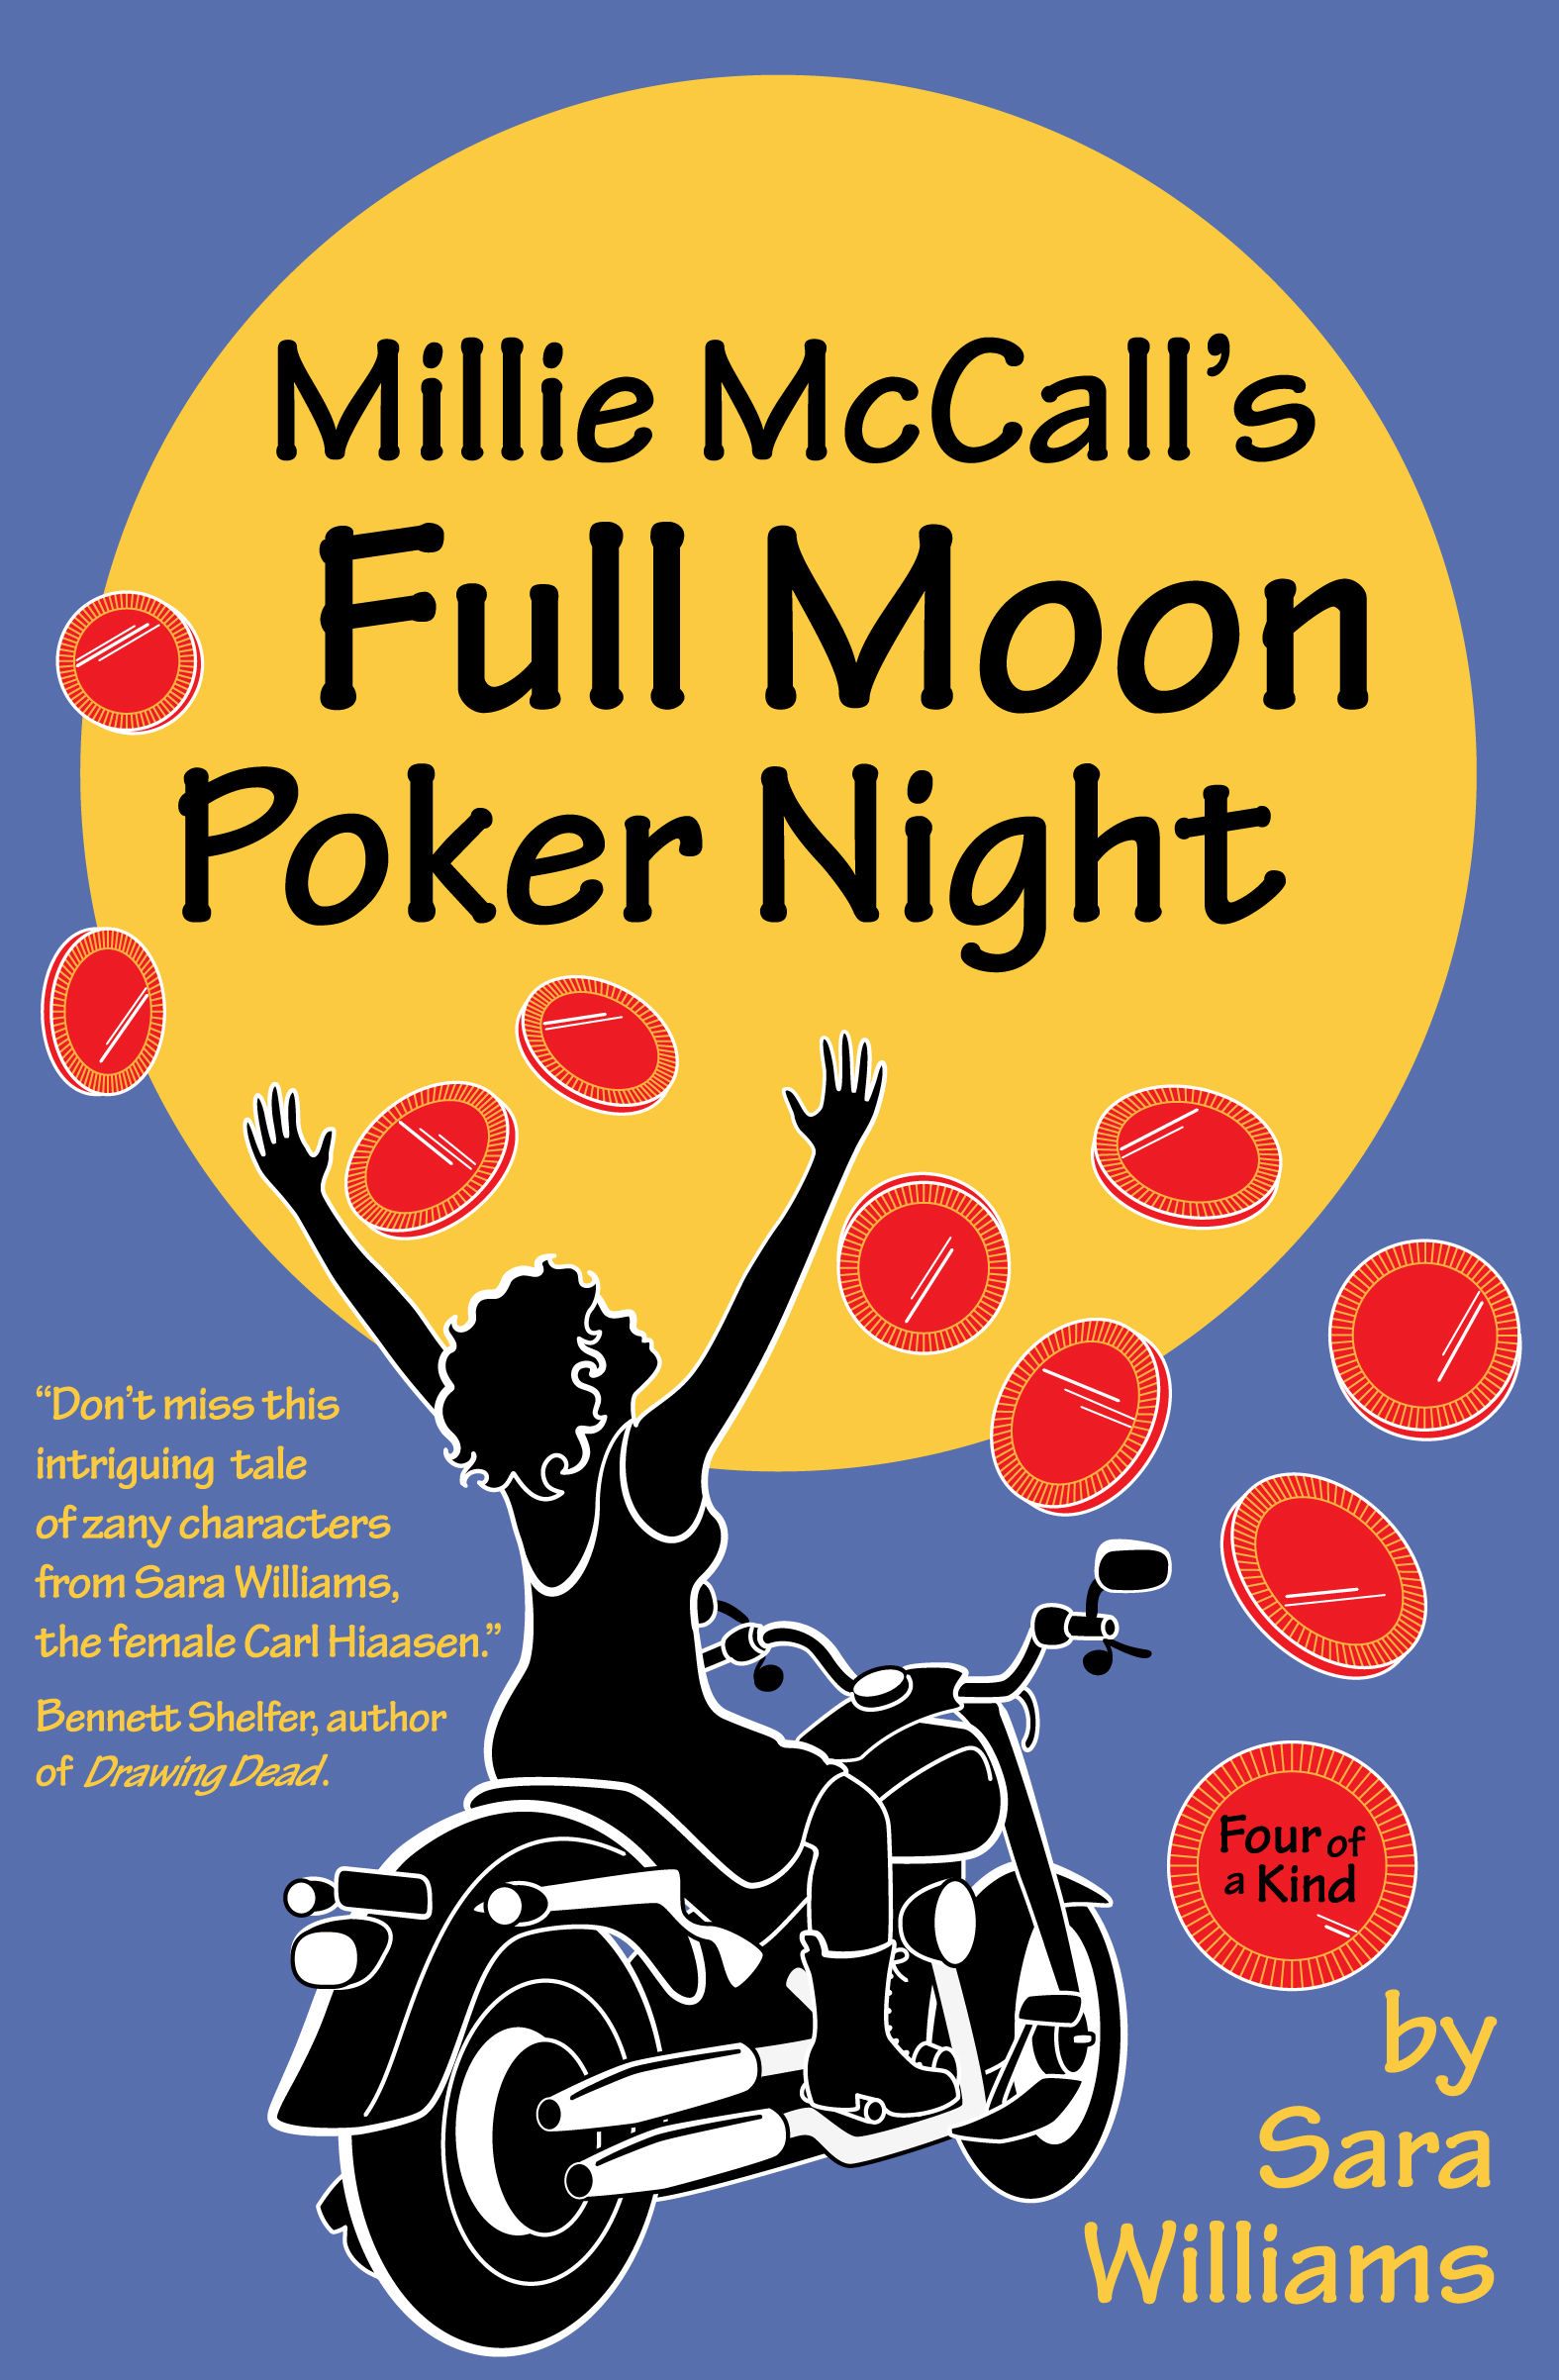 Millie McCall’s
Full Moon
Poker Night
“Don’t miss this
intriguing tale
of zany characters
from Sara Williams,
the female Carl Hiaasen.”
Bennett Shelfer, author
of Drawing Dead.
Four of
a Kind
by
Sara
Williams